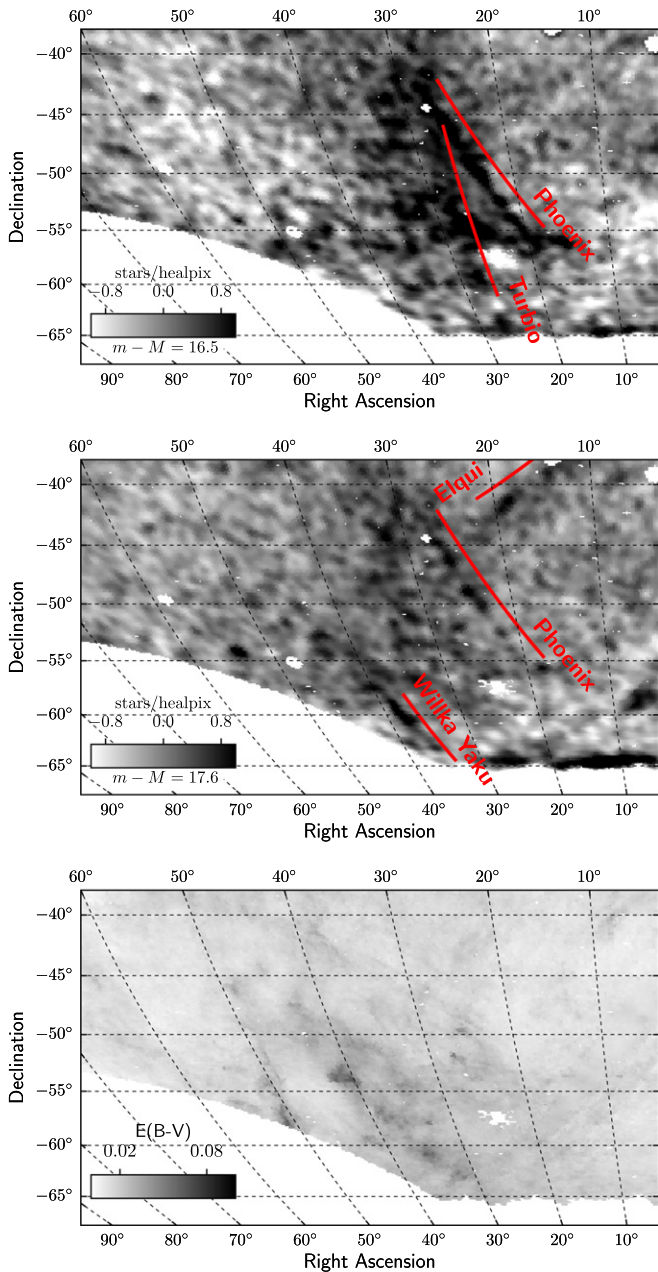 60° 50° 40° 30° 20° 10°
−40°
−45°
−50°
−55°
−60°
−65°
Declination
Phoenix
Turbio
stars/healpix
−0.8 0.0 0.8
m − M = 16.5
90° 80° 70° 60° 50° 40° 30° 20° 10°
Right Ascension
60° 50° 40° 30° 20° 10°
−40°
−45°
−50°
−55°
−60°
−65°
Declination
Elqui
Phoenix
Willka Yaku
stars/healpix
−0.8 0.0 0.8
m − M = 17.6
90° 80° 70° 60° 50° 40° 30° 20° 10°
Right Ascension
60° 50° 40° 30° 20° 10°
−40°
−45°
−50°
−55°
−60°
−65°
Declination
E(B-V)
0.02 0.08
90° 80° 70° 60° 50° 40° 30° 20° 10°
Right Ascension